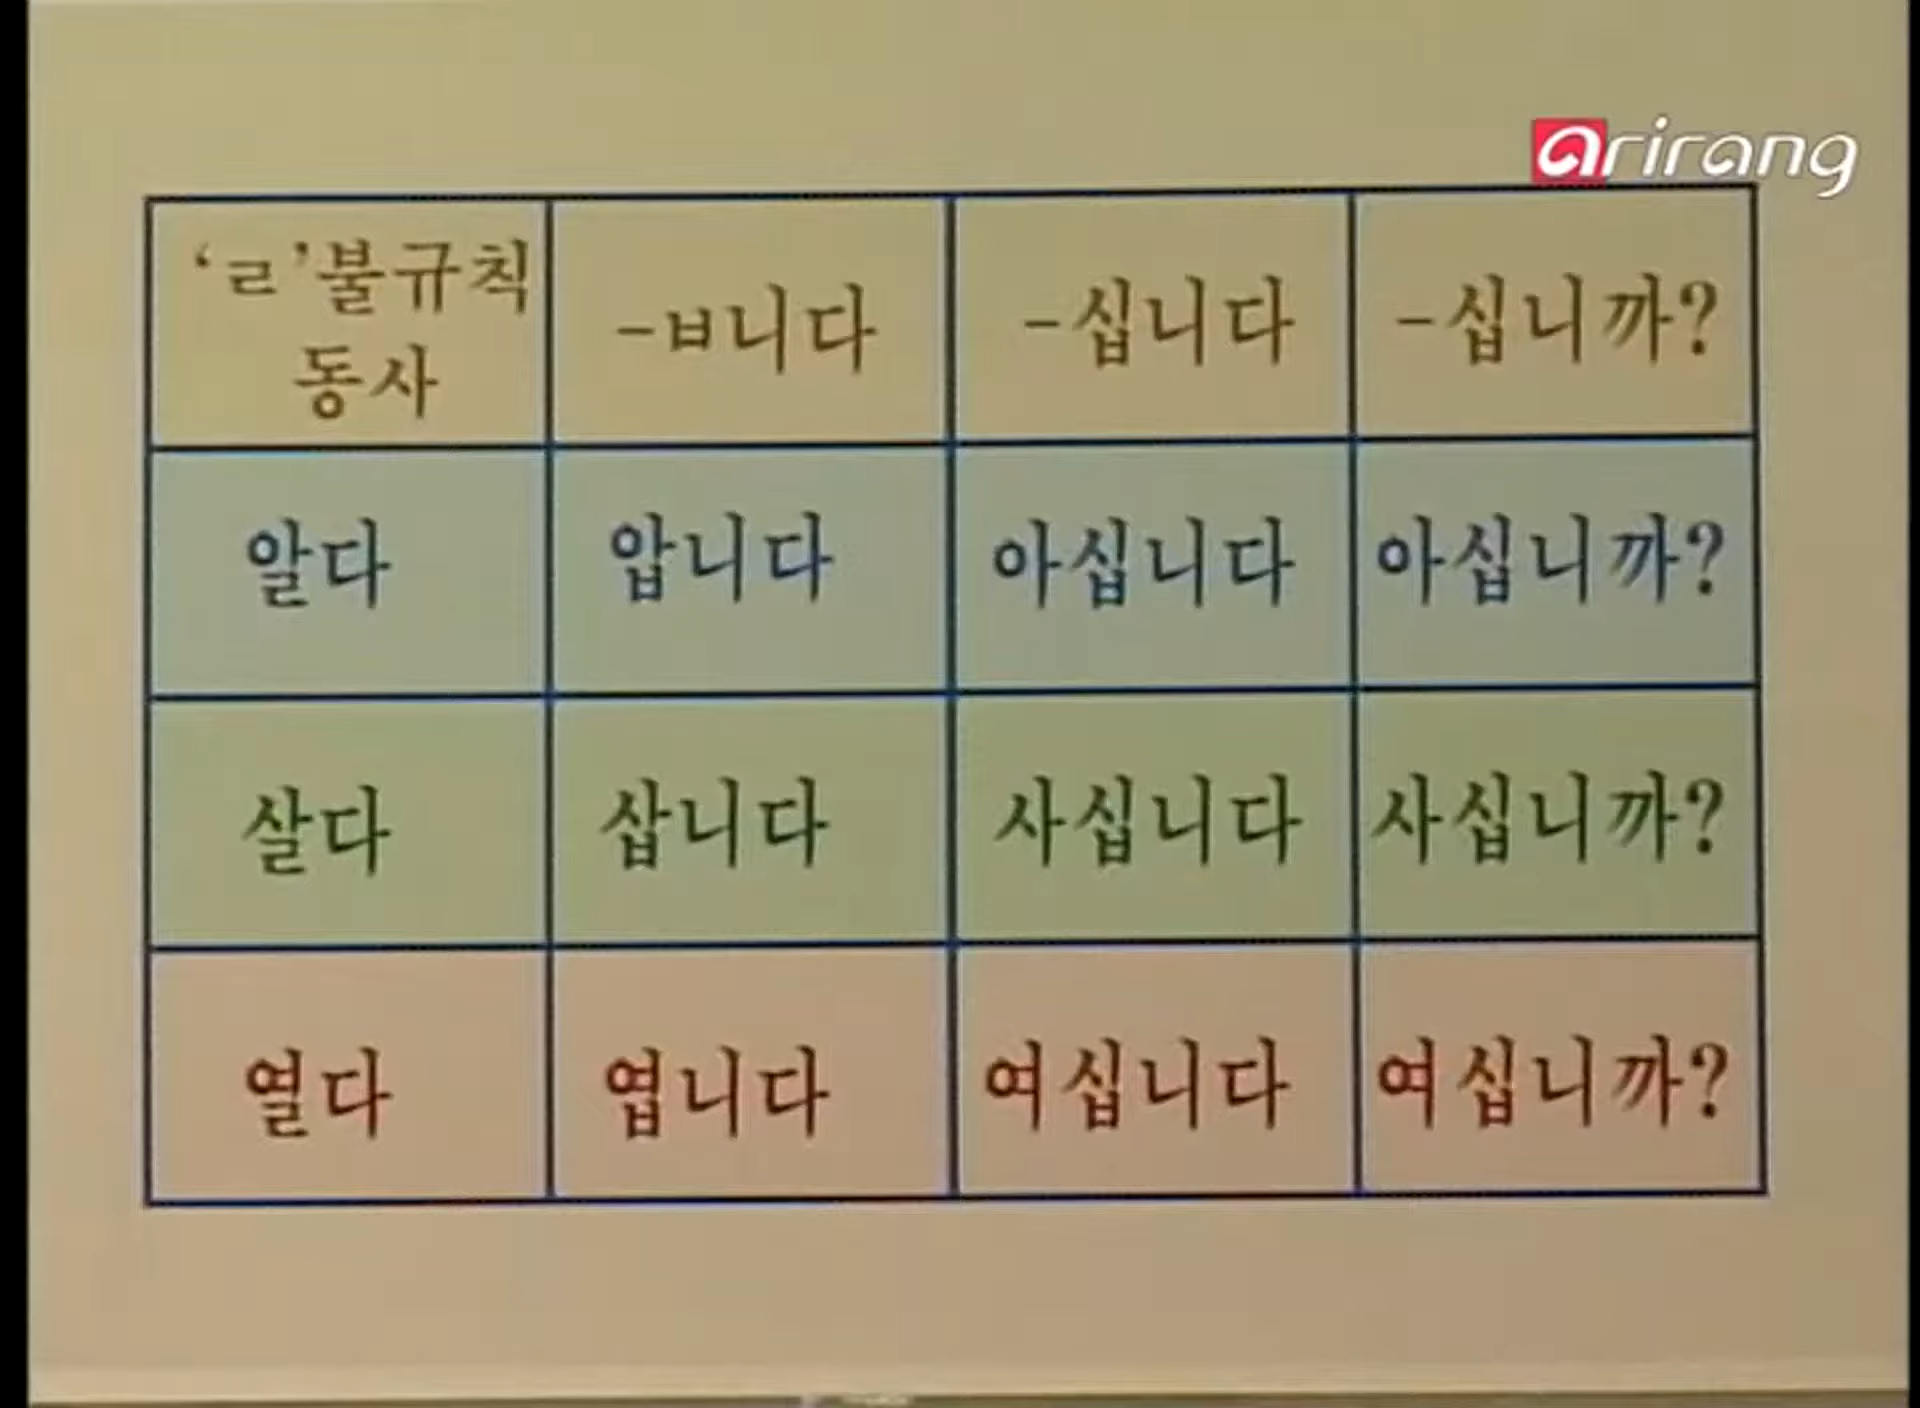 arirang
‘ㄹ’불규칙
동사
-ㅂ니다
-십니다
-십니까?
알다
압니다
아십니다
아십니까?
살다
삽니다
사십니다
사십니까?
열다
엽니다
여십니다
여십니까?